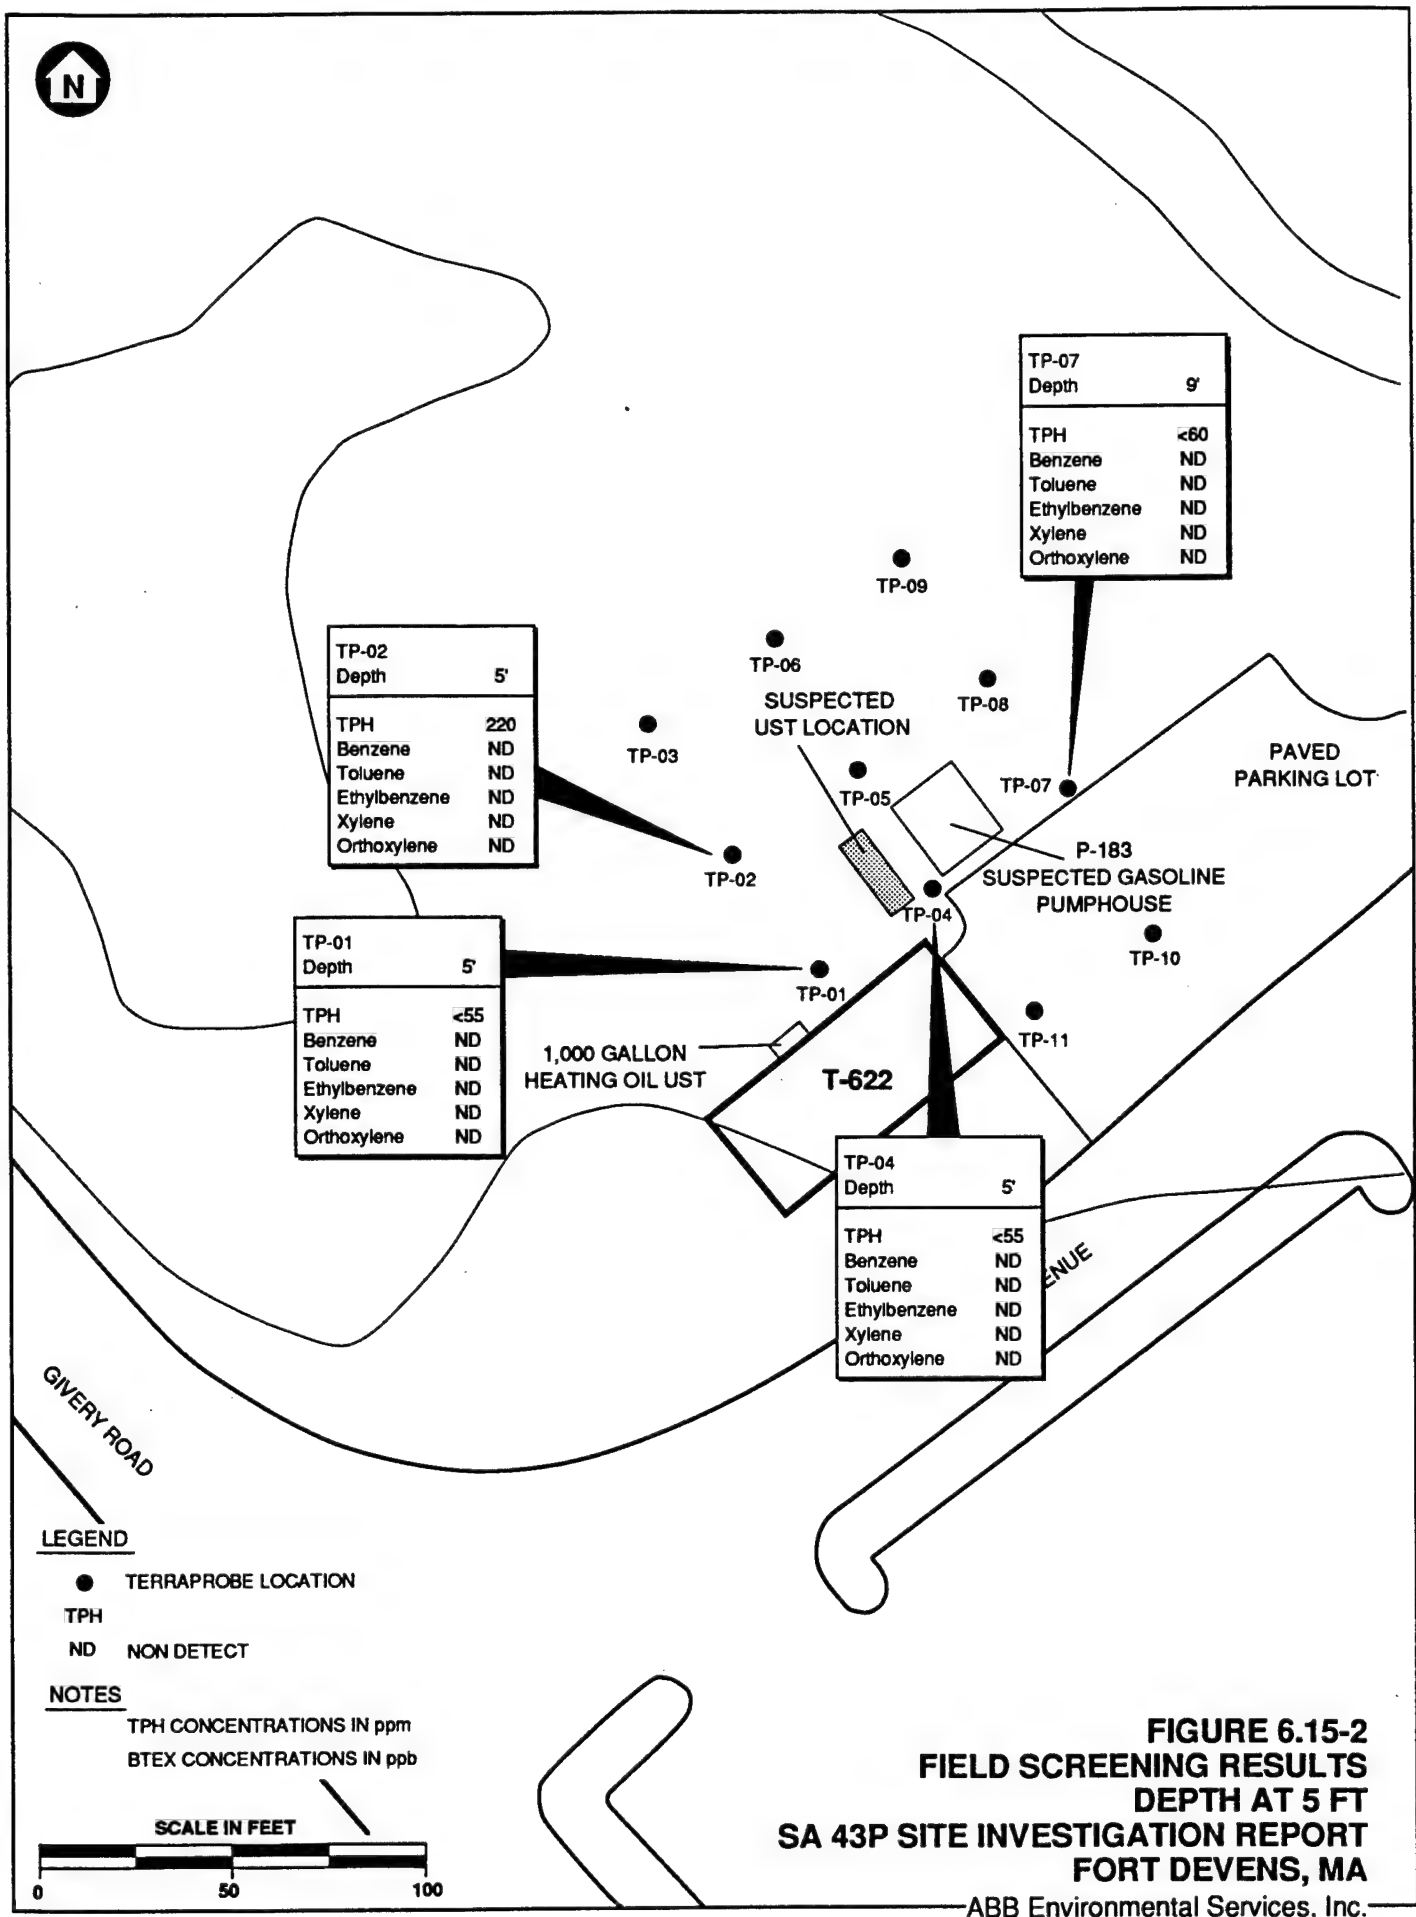 N
TP-07
Depth 9'
TPH <60
Benzene ND
Toluene ND
Ethylbenzene ND
Xylene ND
Orthoxylene ND
TP-09
TP-06
TP-08
SUSPECTED
UST LOCATION
TP-03
TP-05
TP-07
PAVED
PARKING LOT
TP-02
Depth 5'
TPH 220
Benzene ND
Toluene ND
Ethylbenzene ND
Xylene ND
Orthoxylene ND
TP-02
P-183
SUSPECTED GASOLINE
PUMPHOUSE
TP-04
TP-10
TP-01
Depth 5'
TPH <55
Benzene ND
Toluene ND
Ethylbenzene ND
Xylene ND
Orthoxylene ND
TP-01
TP-11
1,000 GALLON
HEATING OIL UST
T-622
TP-04
Depth 5'
TPH <55
Benzene ND
Toluene ND
Ethylbenzene ND
Xylene ND
Orthoxylene ND
ENUE
GIVERY ROAD
LEGEND
TERRAPROBE LOCATION
TPH
ND NON DETECT
NOTES
TPH CONCENTRATIONS IN ppm
BTEX CONCENTRATIONS IN ppb
SCALE IN FEET
0 50 100
FIGURE 6.15-2
FIELD SCREENING RESULTS
DEPTH AT 5 FT
SA 43P SITE INVESTIGATION REPORT
FORT DEVENS, MA
ABB Environmental Services, Inc.